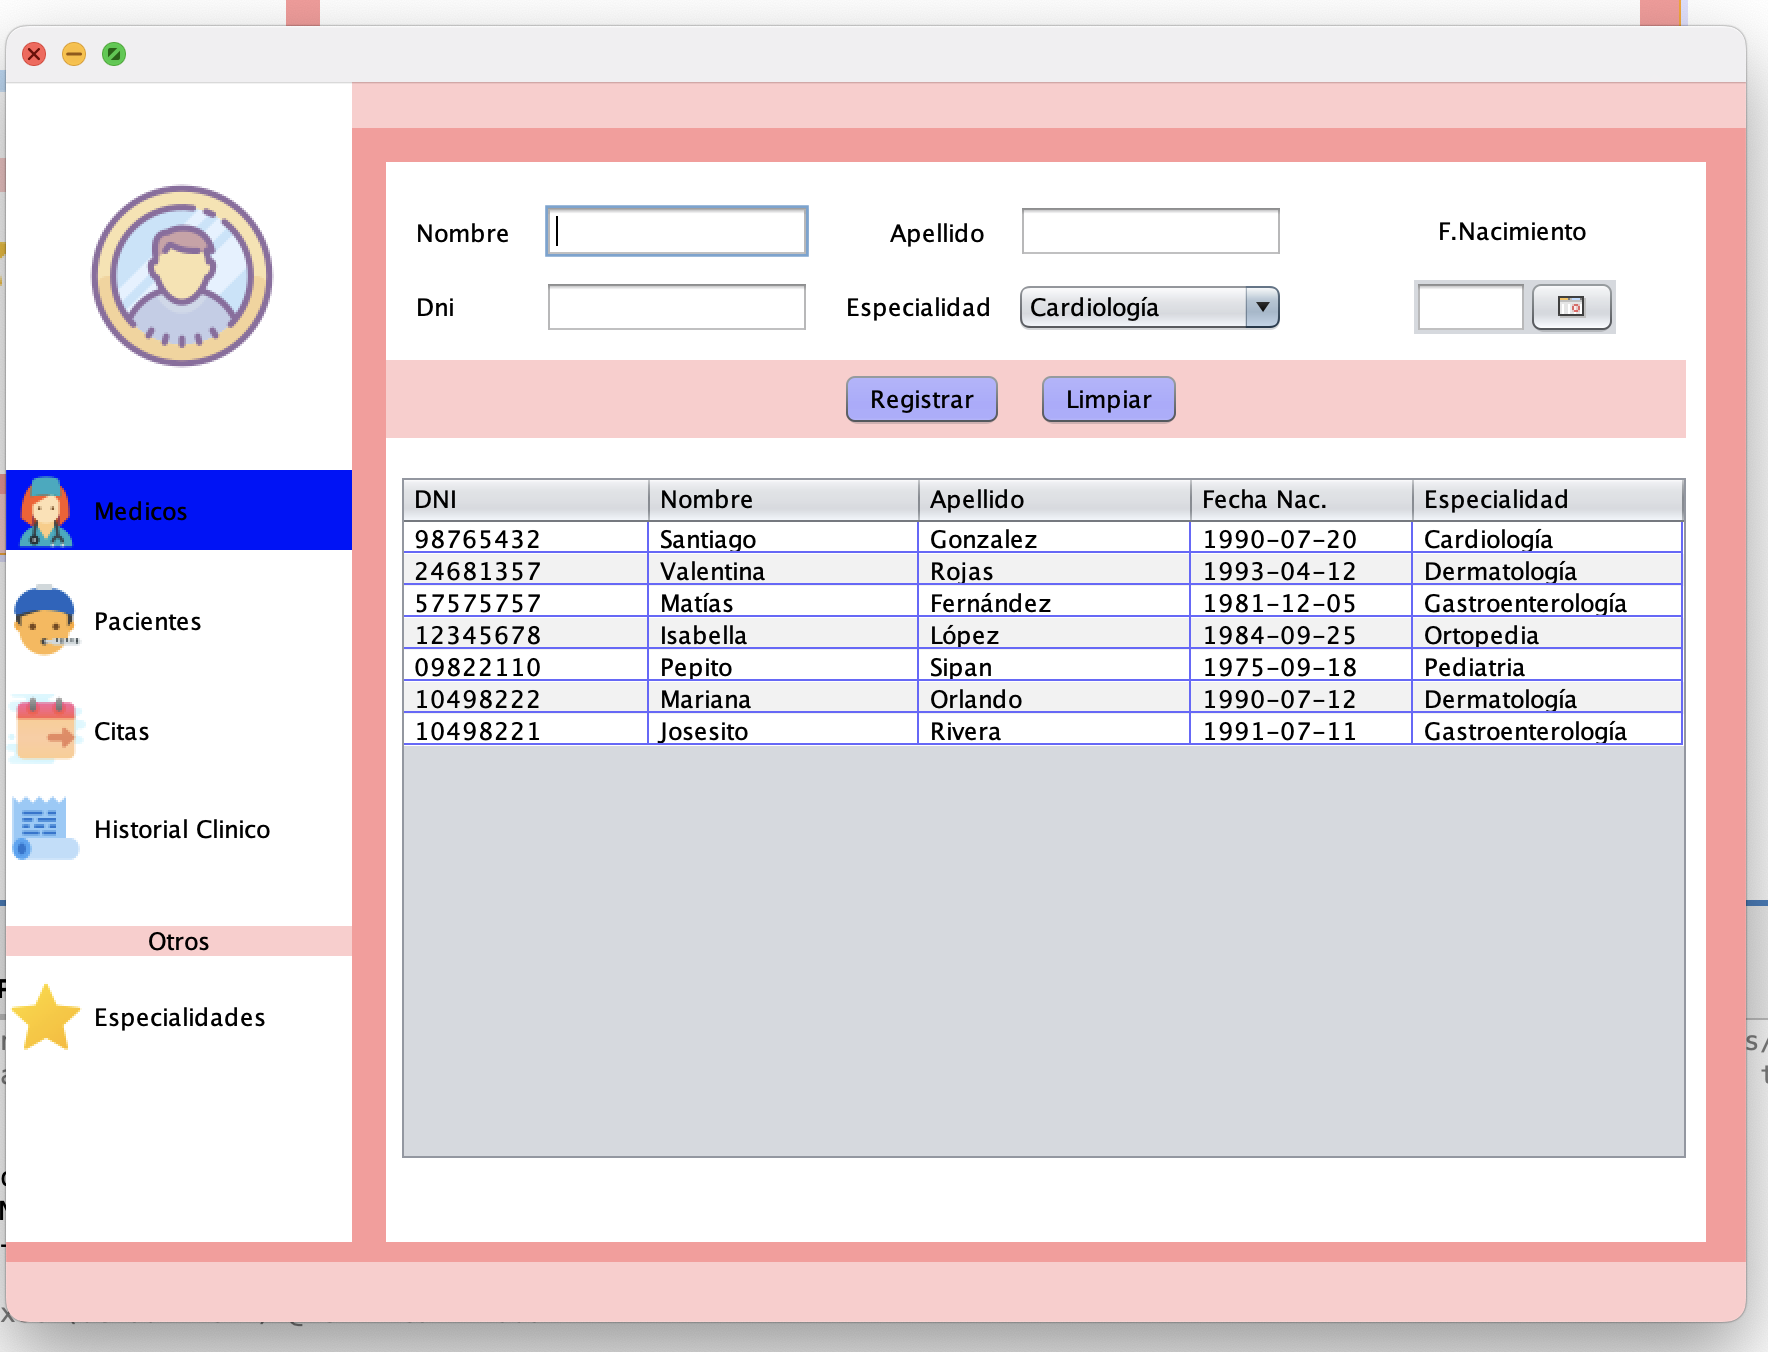 Nombre
Apellido
F.Nacimiento
Dni
Especialidad
Cardiología
Registrar
Limpiar
Medicos
Pacientes
Citas
Historial Clinico
Otros
Especialidades
DNI Nombre Apellido Fecha Nac. Especialidad
98765432 Santiago Gonzalez 1990-07-20 Cardiología
24681357 Valentina Rojas 1993-04-12 Dermatología
57575757 Matías Fernández 1981-12-05 Gastroenterología
12345678 Isabella López 1984-09-25 Ortopedia
09822110 Pepito Sipan 1975-09-18 Pediatria
10498222 Mariana Orlando 1990-07-12 Dermatología
10498221 Josesito Rivera 1991-07-11 Gastroenterología